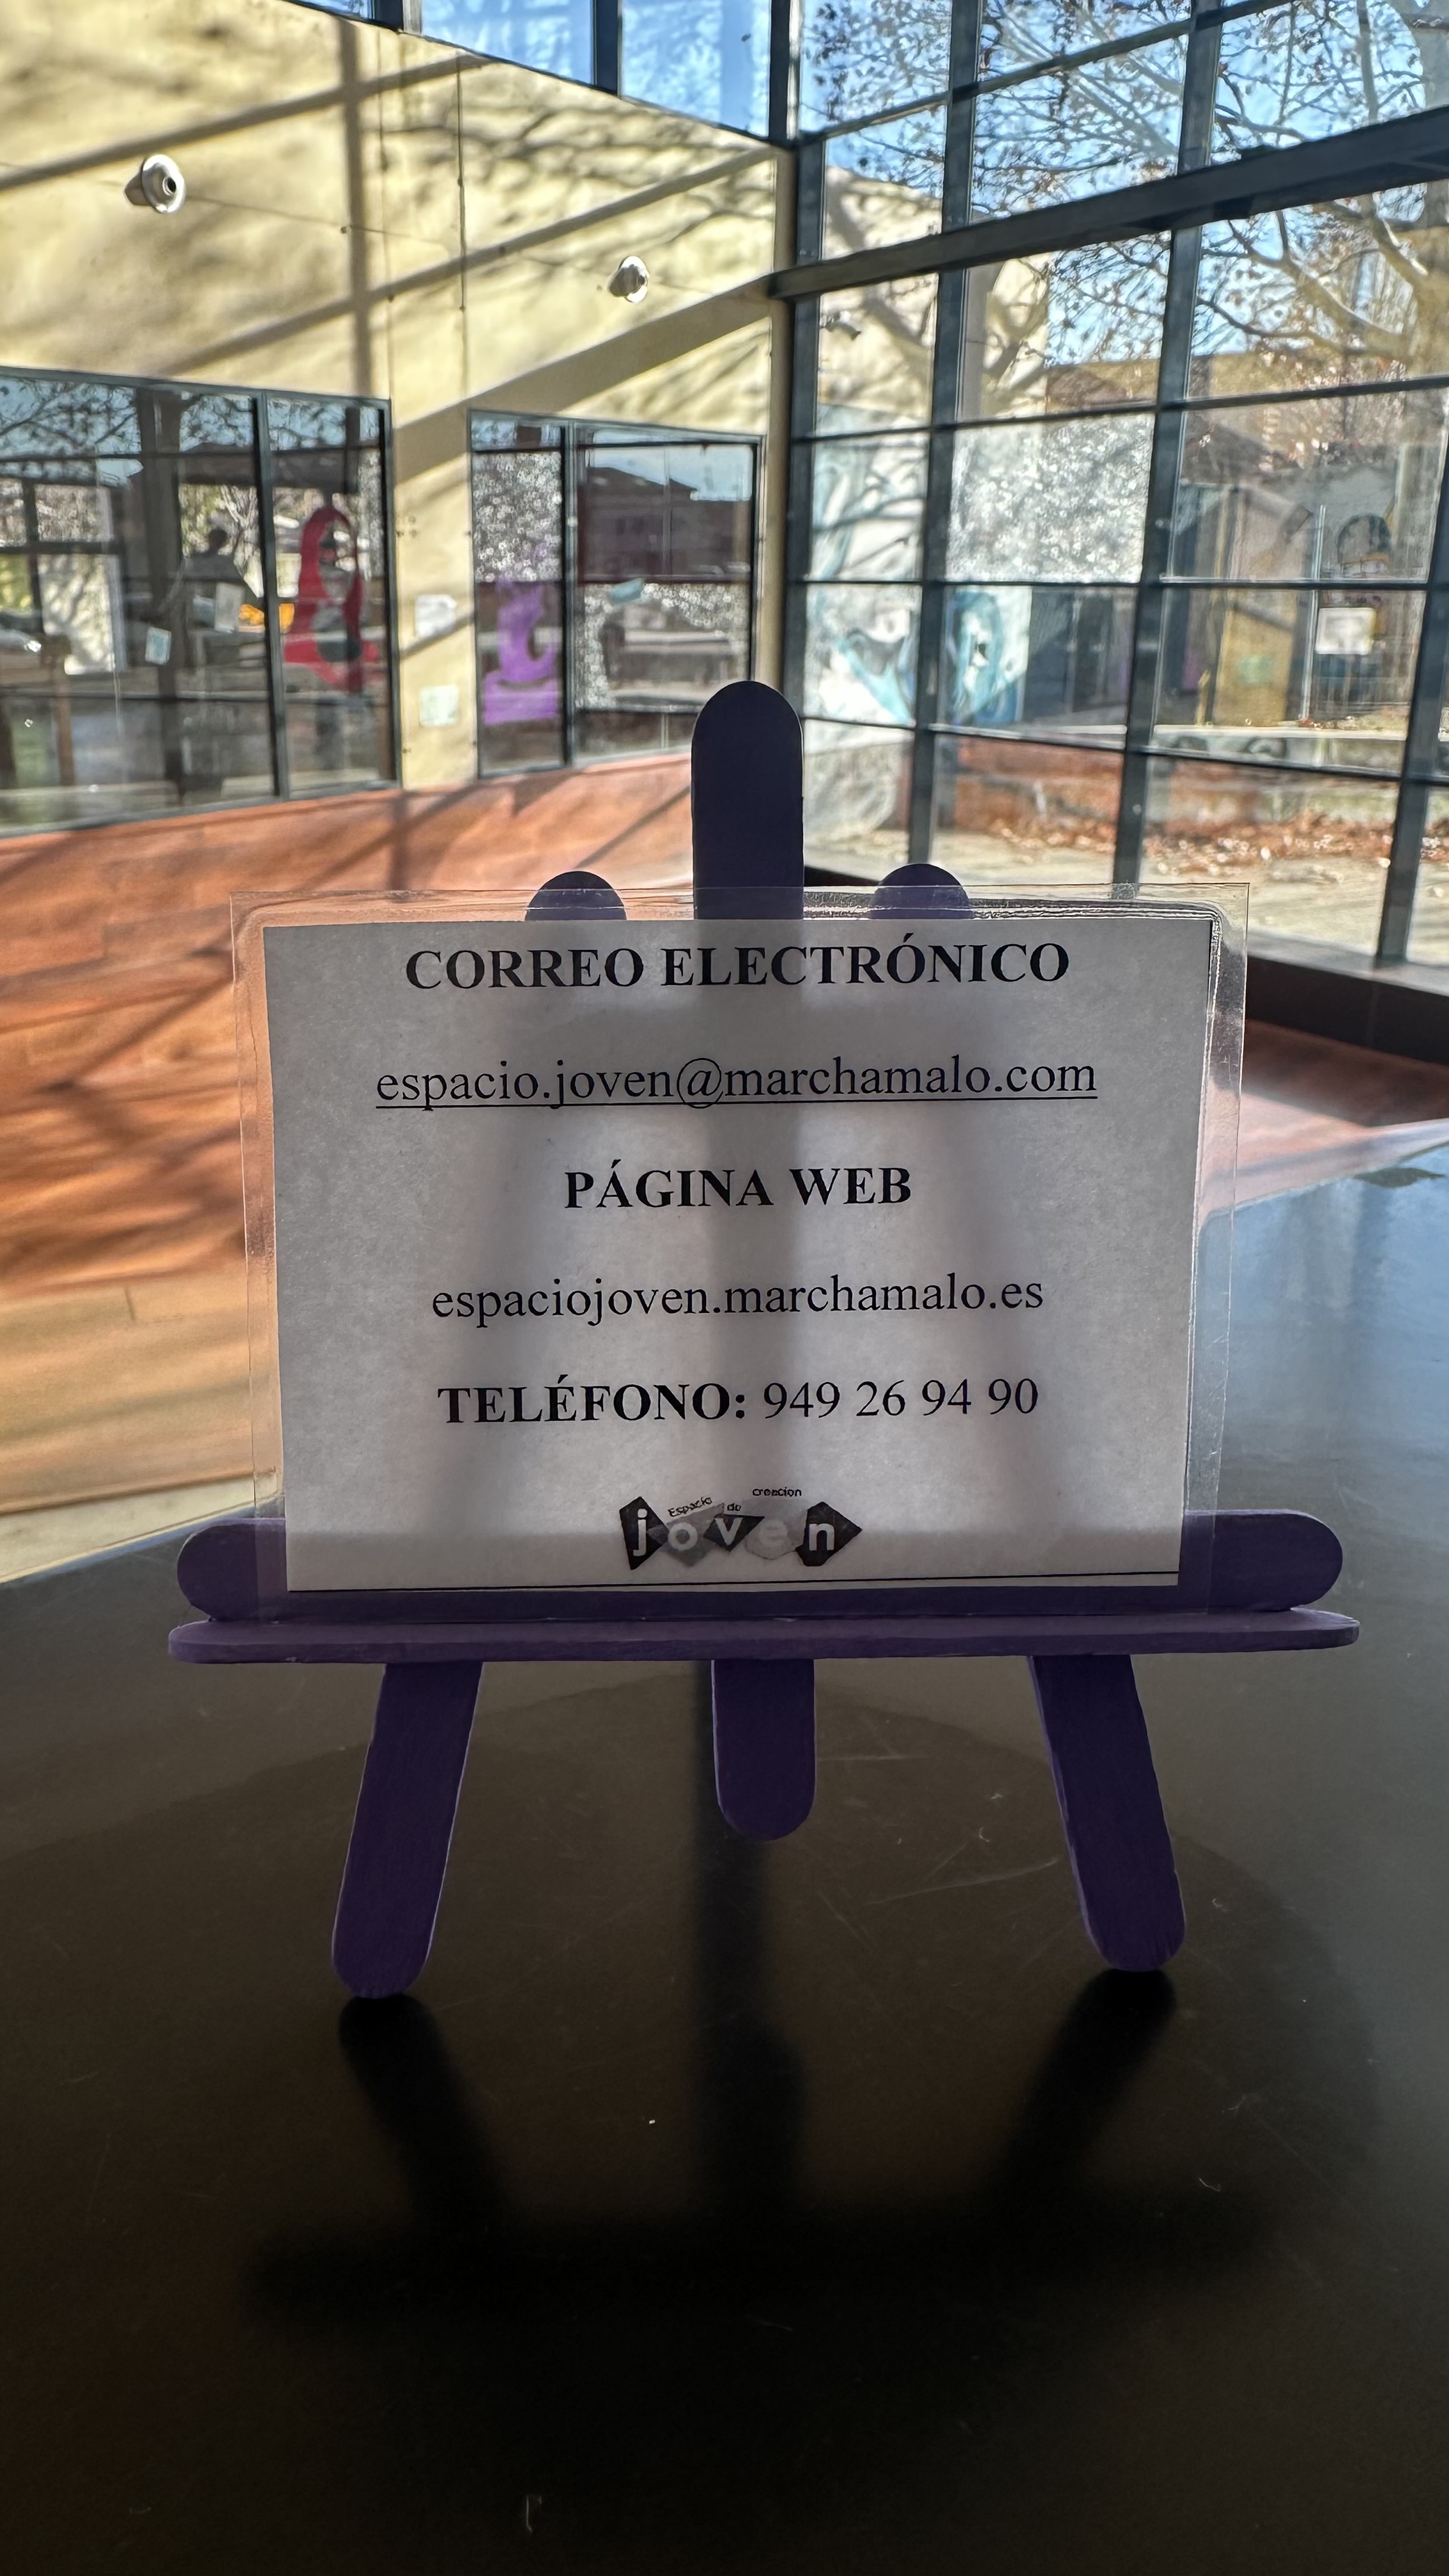 CORREO ELECTRÓNICO
espacio.joven@marchamalo.com
PÁGINA WEB
espaciojoven.marchamalo.es
TELÉFONO: 949 26 94 90
Espacio de creacion
joven